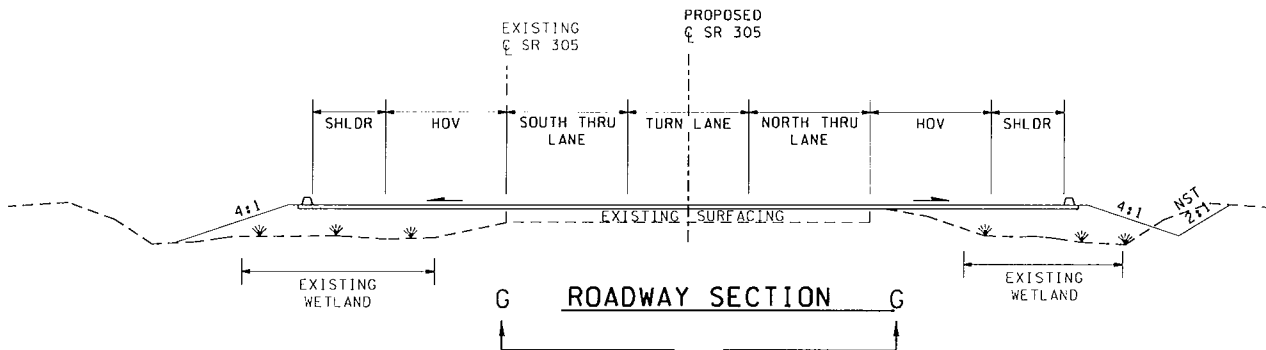 EXISTING
℄ SR 305
PROPOSED
℄ SR 305
SHLDR
HOV
SOUTH THRU
LANE
TURN LANE
NORTH THRU
LANE
HOV
SHLDR
4:1
EXISTING SURFACING
4:1
NST
2:1
EXISTING
WETLAND
EXISTING
WETLAND
G ROADWAY SECTION G